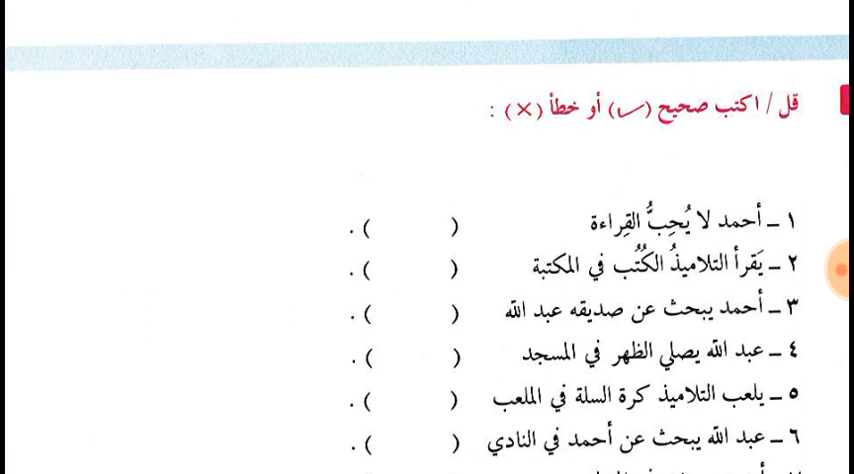 قل / اكتب صحيح (✓) أو خطأ (×) :
١ ـ أحمد لا يُحِبُّ القِراءة ( ) .
٢ ـ يَقرأ التلاميذُ الكُتُب في المكتبة ( ) .
٣ ـ أحمد يبحث عن صديقه عبد الله ( ) .
٤ ـ عبد الله يصلي الظهر في المسجد ( ) .
٥ ـ يلعب التلاميذ كرة السلة في الملعب ( ) .
٦ ـ عبد الله يبحث عن أحمد في النادي ( ) .